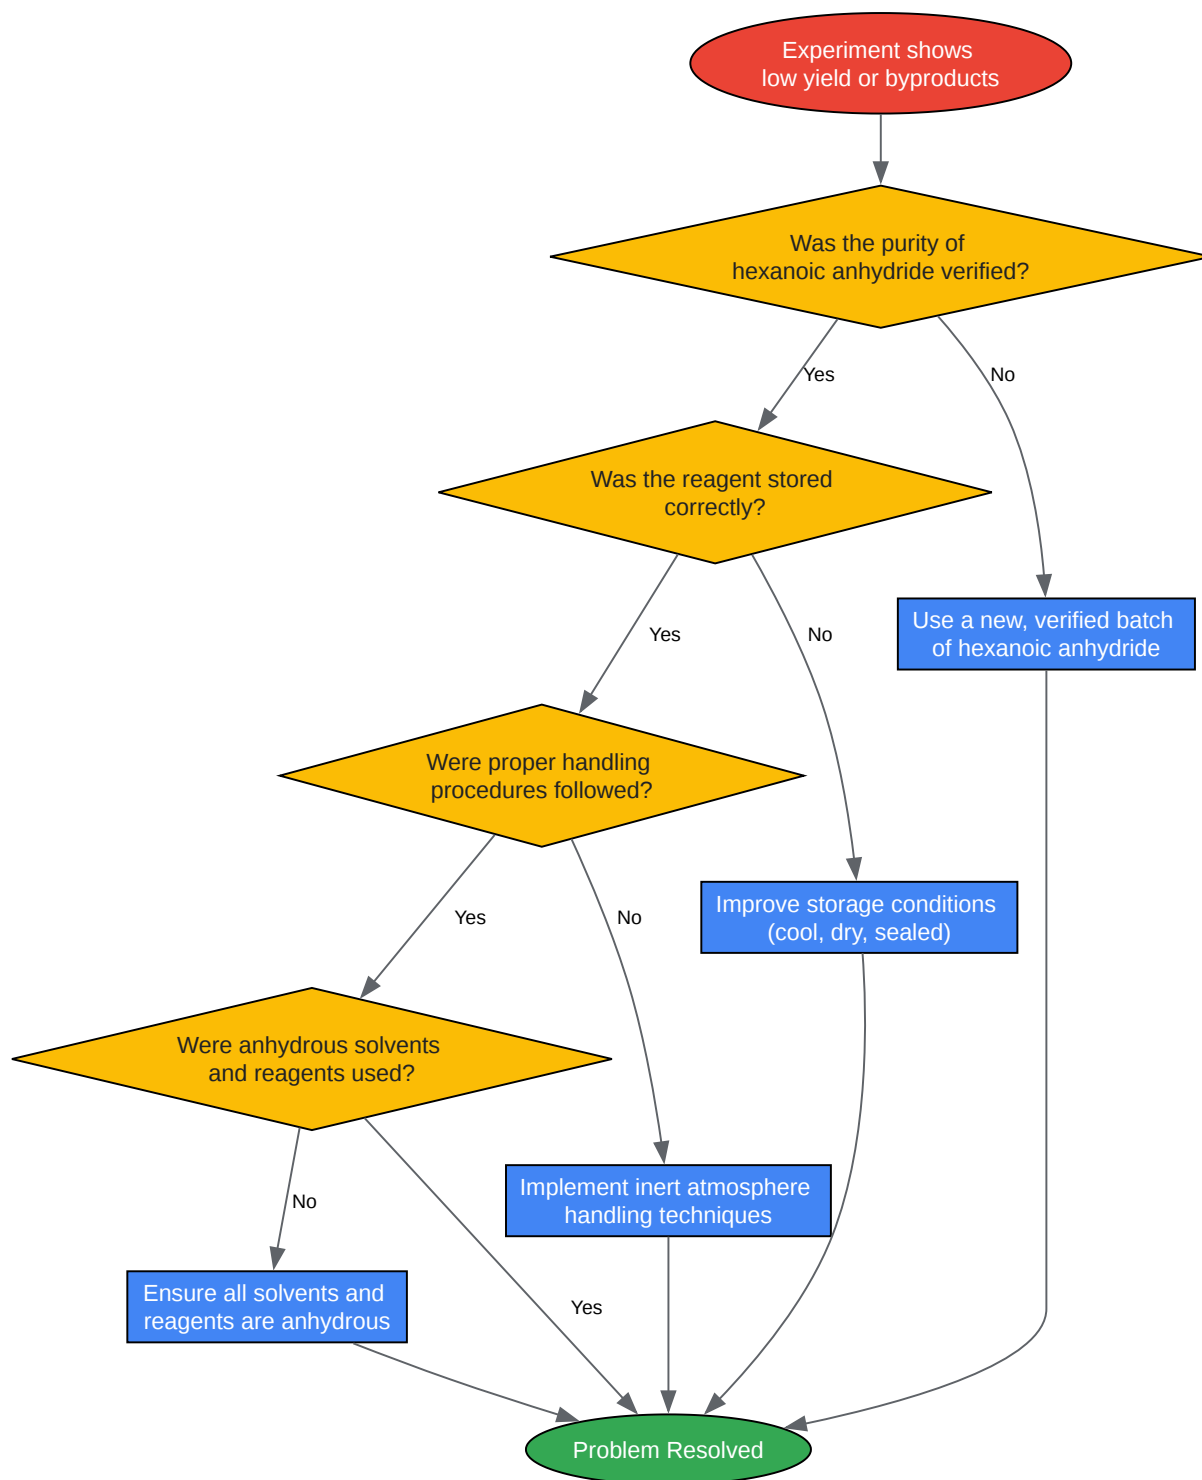 Experiment shows
low yield or byproducts
Was the purity of
hexanoic anhydride verified?
Yes
No
Was the reagent stored
correctly?
Use a new, verified batch
of hexanoic anhydride
Yes
No
Were proper handling
procedures followed?
Improve storage conditions
(cool, dry, sealed)
Yes
No
Were anhydrous solvents
and reagents used?
Implement inert atmosphere
handling techniques
No
Yes
Ensure all solvents and
reagents are anhydrous
Problem Resolved